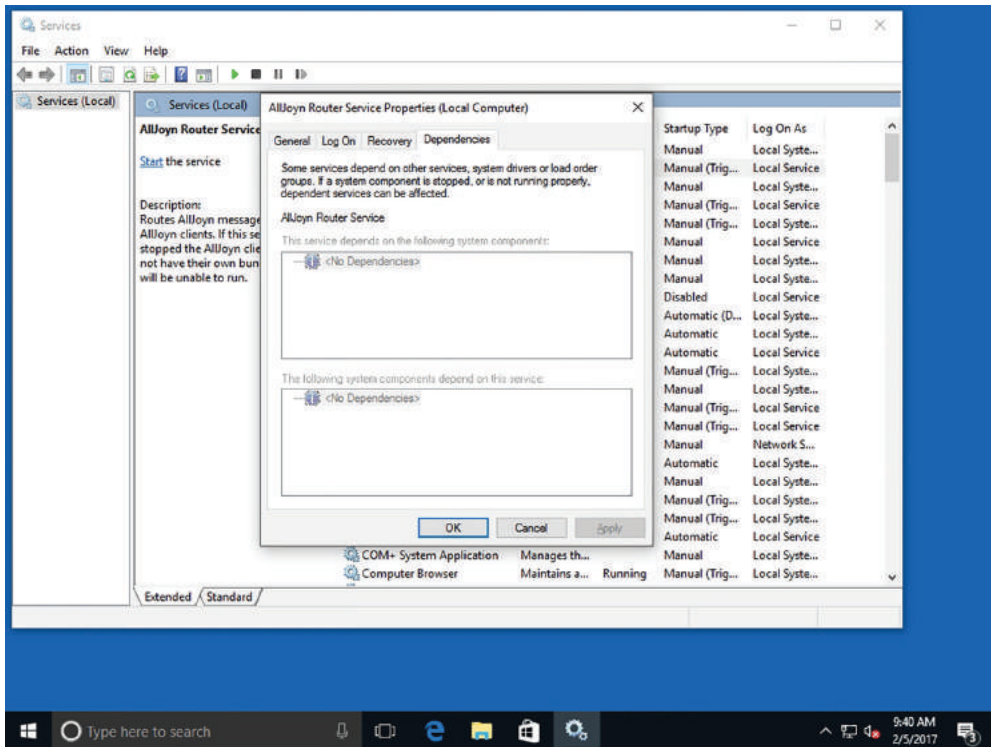 Services
File Action View Help
Services (Local)
Services (Local)
AllJoyn Router Service
Start the service
Description:
Routes AllJoyn message
AllJoyn clients. If this se
stopped the AllJoyn clie
not have their own bun
will be unable to run.
AllJoyn Router Service Properties (Local Computer)
General Log On Recovery Dependencies
Some services depend on other services, system drivers or load order
groups. If a system component is stopped, or is not running properly,
dependent services can be affected.
AllJoyn Router Service
This service depends on the following system components:
<No Dependencies>
The following system components depend on this service:
<No Dependencies>
OK Cancel Apply
Startup Type Log On As
Manual Local Syste...
Manual (Trig... Local Service
Manual Local Syste...
Manual (Trig... Local Service
Manual (Trig... Local Syste...
Manual Local Service
Manual Local Syste...
Manual Local Syste...
Disabled Local Service
Automatic (D... Local Syste...
Automatic Local Syste...
Automatic Local Service
Manual (Trig... Local Syste...
Manual Local Syste...
Manual (Trig... Local Service
Manual (Trig... Local Service
Manual Network S...
Automatic Local Syste...
Manual Local Syste...
Manual (Trig... Local Syste...
Manual (Trig... Local Syste...
Automatic Local Service
COM+ System Application Manages th... Manual Local Syste...
Computer Browser Maintains a... Running Manual (Trig... Local Syste...
Extended Standard
Type here to search
9:40 AM
2/5/2017
3